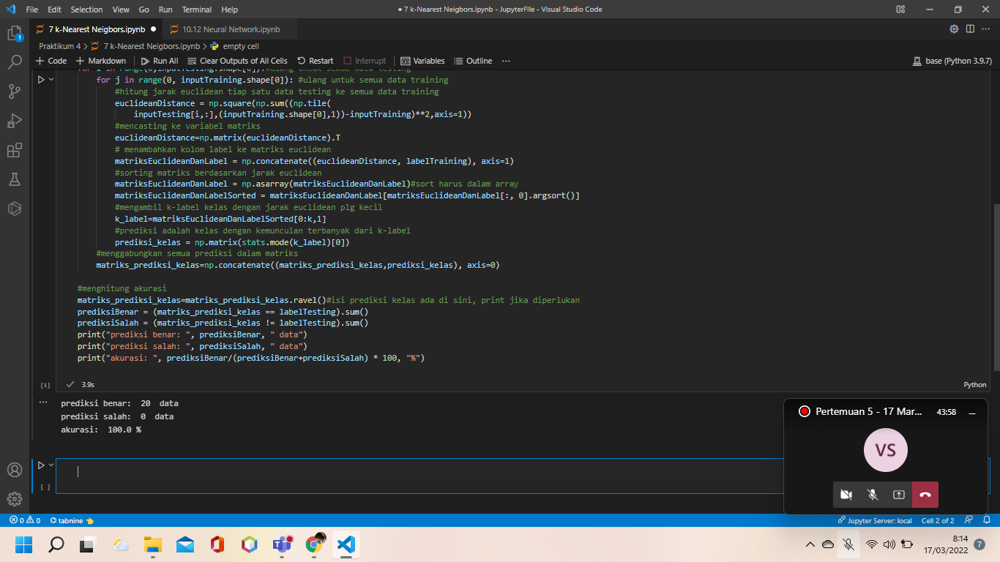 File Edit Selection View Go Run Terminal Help
● 7 k-Nearest Neigbors.ipynb - JupyterFIle - Visual Studio Code
7 k-Nearest Neigbors.ipynb ●
10.12 Neural Network.ipynb
Praktikum 4 > 7 k-Nearest Neigbors.ipynb > empty cell
+ Code + Markdown Run All Clear Outputs of All Cells Restart Interrupt Variables Outline ...
base (Python 3.9.7)
for i in range(0,inputTesting.shape[0]):#ulang untuk semua data testing
for j in range(0, inputTraining.shape[0]): #ulang untuk semua data training
#hitung jarak euclidean tiap satu data testing ke semua data training
euclideanDistance = np.square(np.sum((np.tile(
inputTesting[i,:],(inputTraining.shape[0],1))-inputTraining)**2,axis=1))
#mencasting ke variabel matriks
euclideanDistance=np.matrix(euclideanDistance).T
# menambahkan kolom label ke matriks euclidean
matriksEuclideanDanLabel = np.concatenate((euclideanDistance, labelTraining), axis=1)
#sorting matriks berdasarkan jarak euclidean
matriksEuclideanDanLabel = np.asarray(matriksEuclideanDanLabel)#sort harus dalam array
matriksEuclideanDanLabelSorted = matriksEuclideanDanLabel[matriksEuclideanDanLabel[:, 0].argsort()]
#mengambil k-label kelas dengan jarak euclidean plg kecil
k_label=matriksEuclideanDanLabelSorted[0:k,1]
#prediksi adalah kelas dengan kemunculan terbanyak dari k-label
prediksi_kelas = np.matrix(stats.mode(k_label)[0])
#menggabungkan semua prediksi dalam matriks
matriks_prediksi_kelas=np.concatenate((matriks_prediksi_kelas,prediksi_kelas), axis=0)
#menghitung akurasi
matriks_prediksi_kelas=matriks_prediksi_kelas.ravel()#isi prediksi kelas ada di sini, print jika diperlukan
prediksiBenar = (matriks_prediksi_kelas == labelTesting).sum()
prediksiSalah = (matriks_prediksi_kelas != labelTesting).sum()
print("prediksi benar: ", prediksiBenar, " data")
print("prediksi salah: ", prediksiSalah, " data")
print("akurasi: ", prediksiBenar/(prediksiBenar+prediksiSalah) * 100, "%")
[1] ✓ 3.9s
Python
prediksi benar:  20  data
prediksi salah:  0  data
akurasi:  100.0 %
[ ]
Pertemuan 5 - 17 Mar... 43:58
VS
1
0 0 tabnine
Jupyter Server: local Cell 2 of 2
8:14
17/03/2022
7